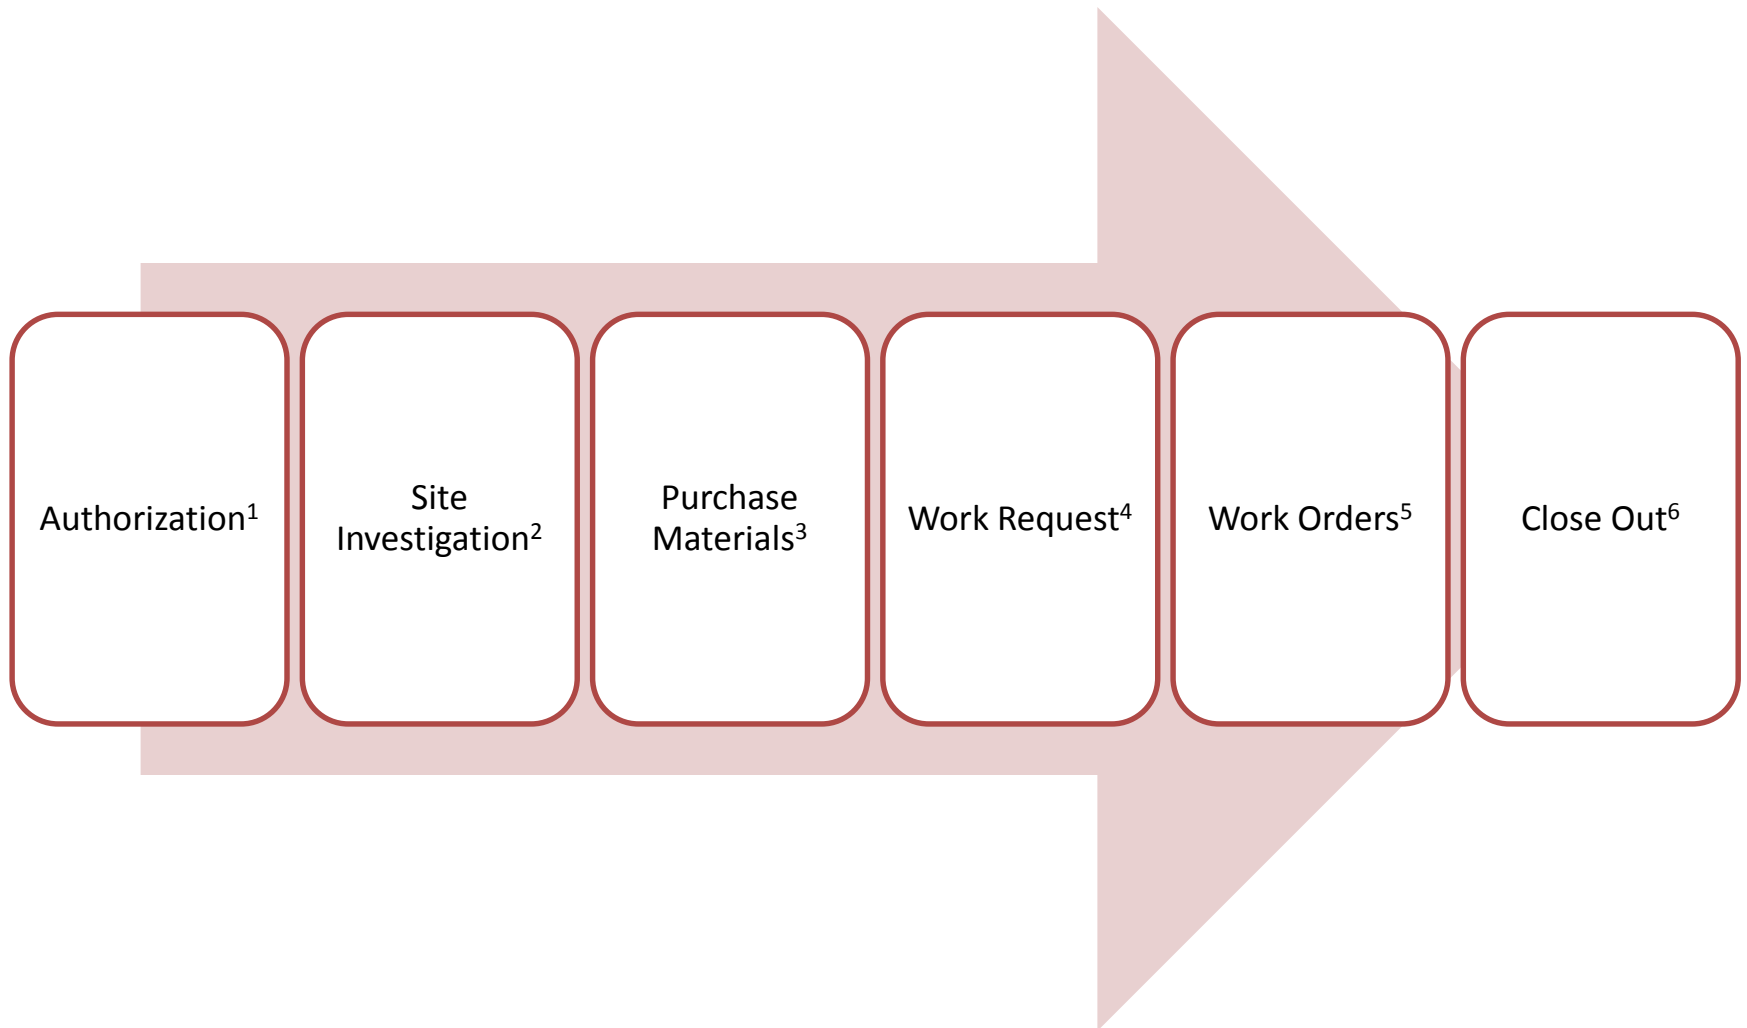 Authorization¹
Site
Investigation²
Purchase
Materials³
Work Request⁴
Work Orders⁵
Close Out⁶